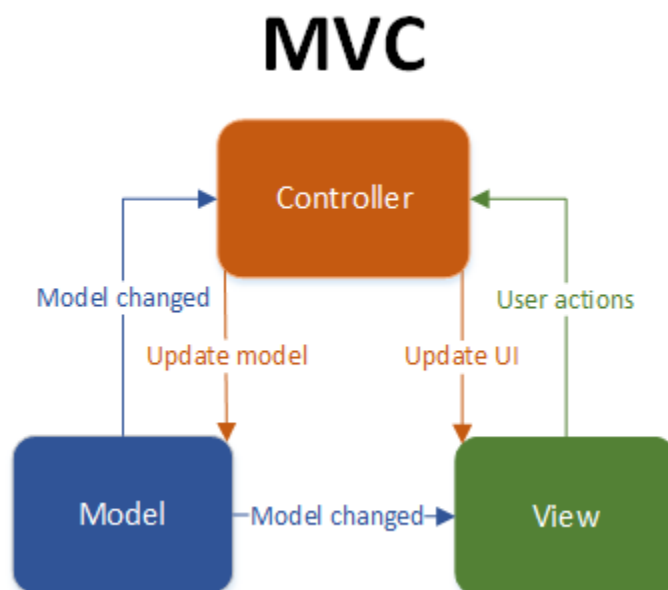 MVC
Controller
Model changed
User actions
Update model
Update UI
Model
Model changed
View